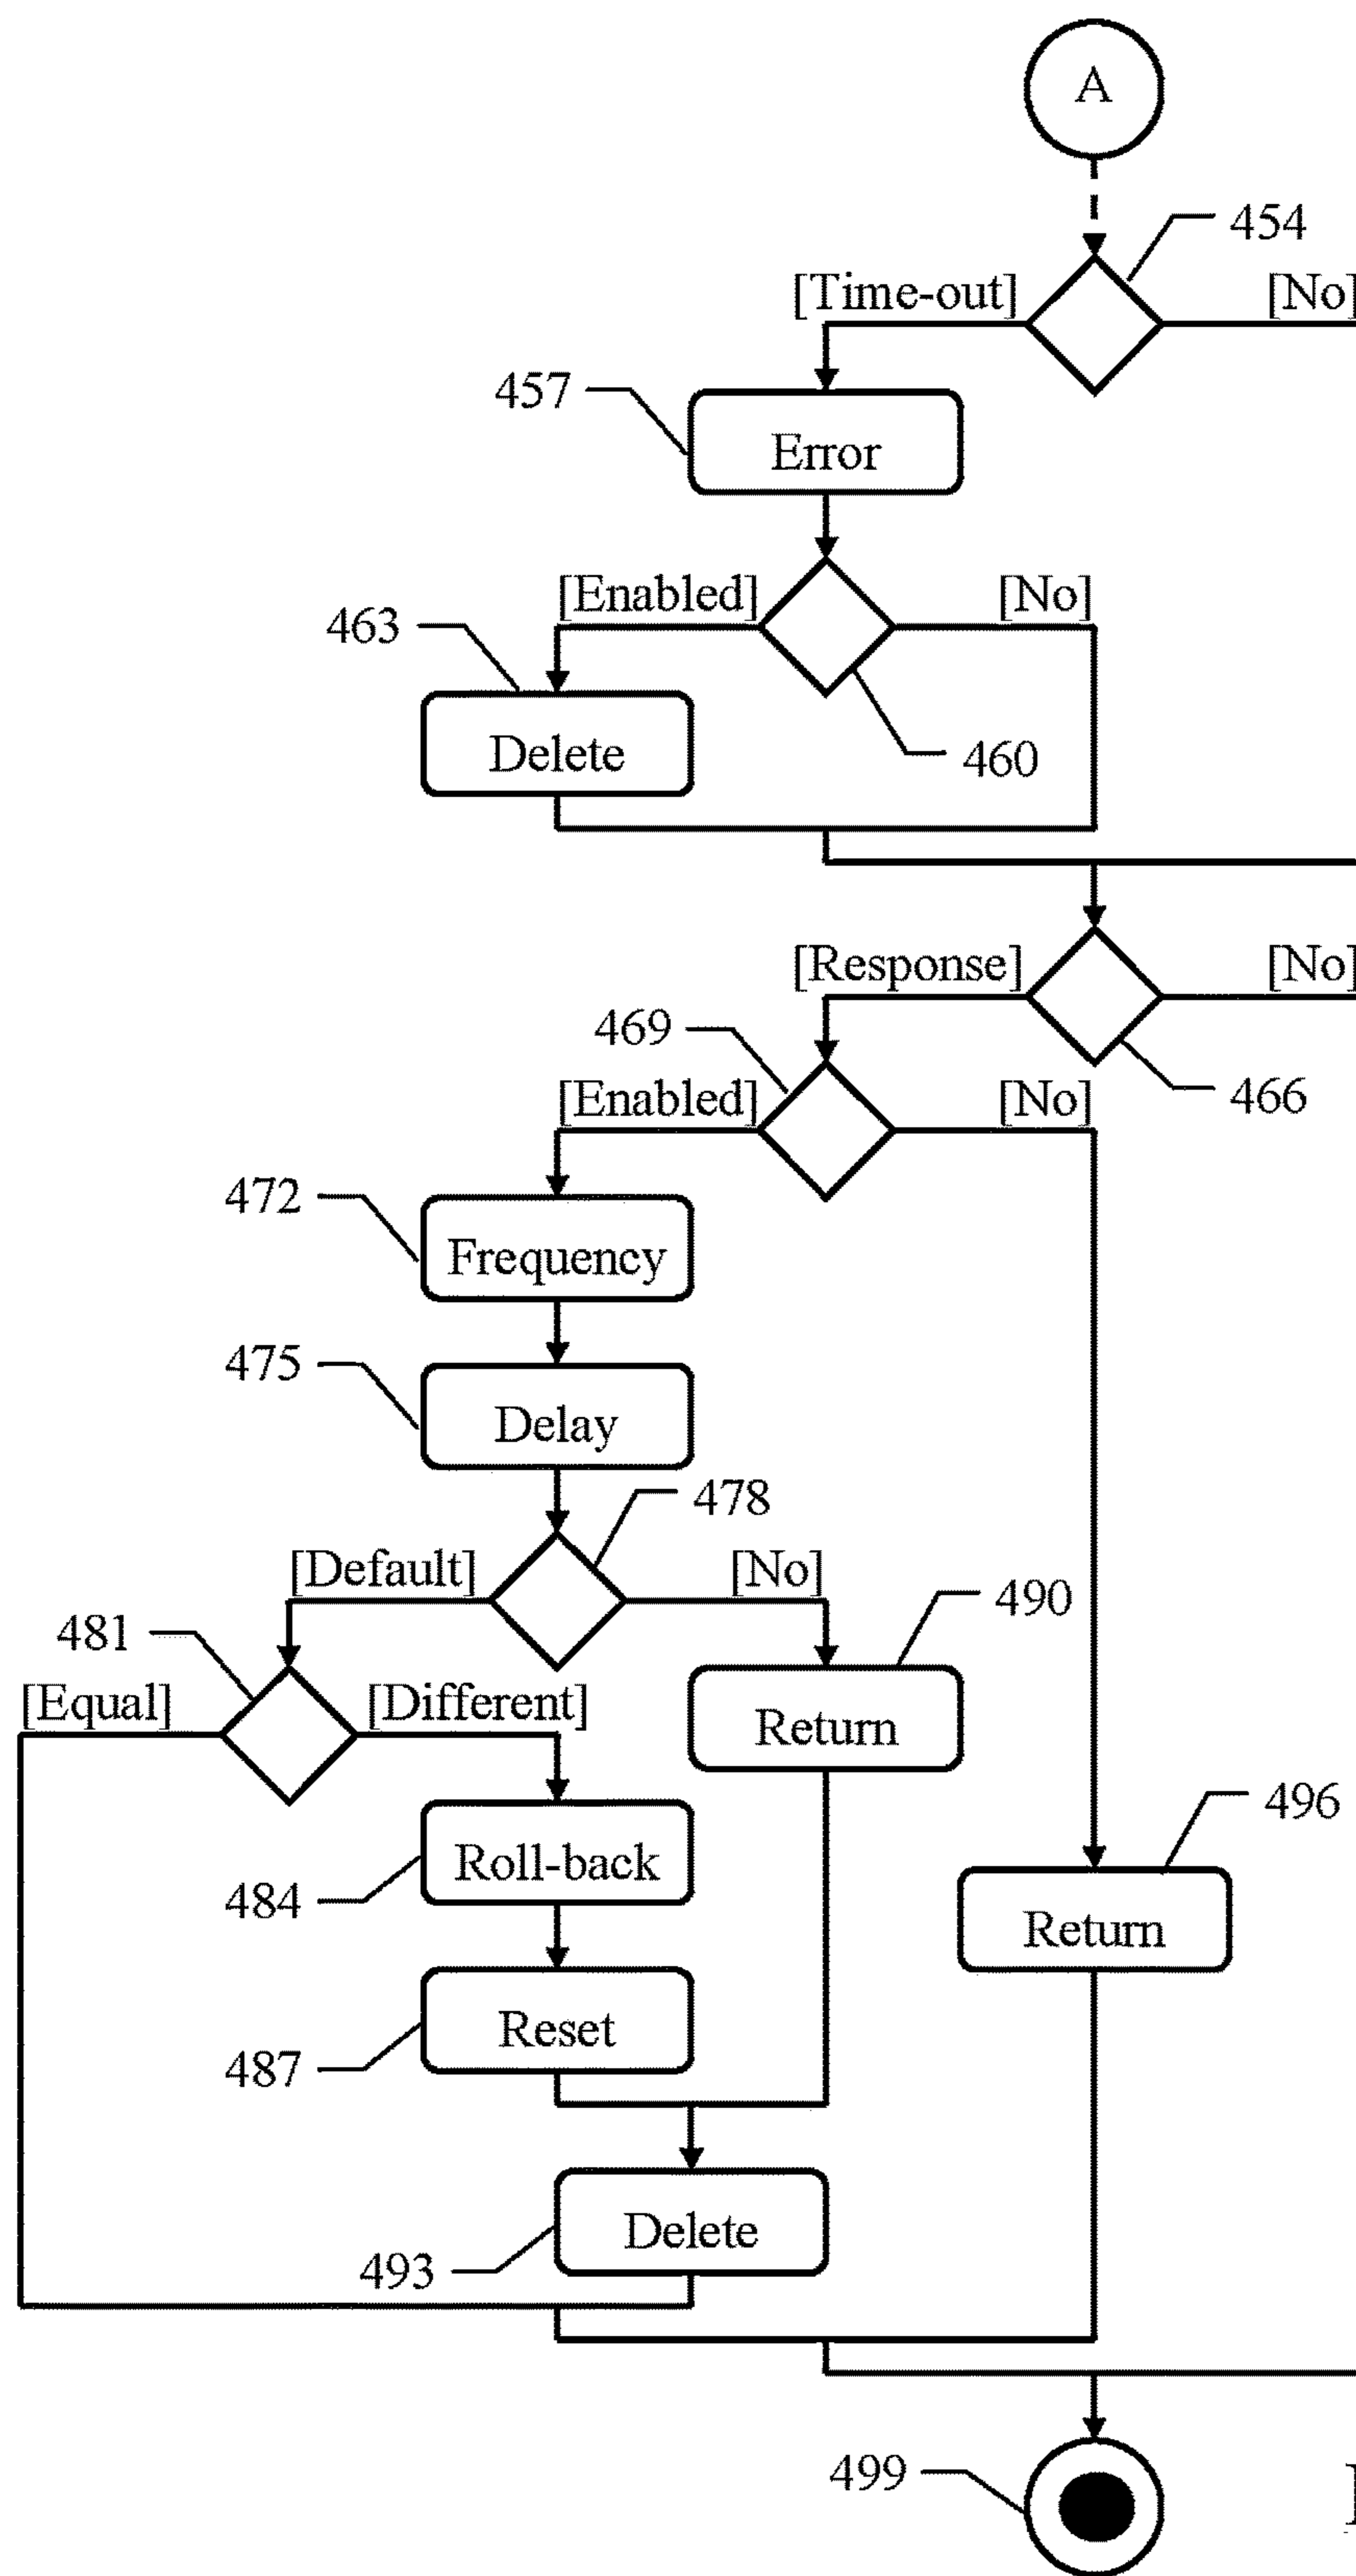 A
454
[Time-out]
[No]
457
Error
[Enabled]
[No]
463
Delete
460
[Response]
[No]
469
466
[Enabled]
[No]
472
Frequency
475
Delay
478
[Default]
[No]
490
481
[Equal]
[Different]
Return
496
Roll-back
484
Return
Reset
487
Delete
493
499